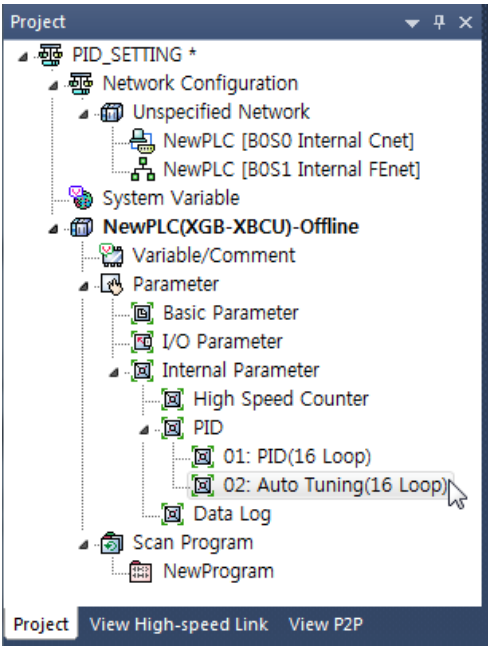 Project
PID_SETTING *
Network Configuration
Unspecified Network
NewPLC [B0S0 Internal Cnet]
NewPLC [B0S1 Internal FEnet]
System Variable
NewPLC(XGB-XBCU)-Offline
Variable/Comment
Parameter
Basic Parameter
I/O Parameter
Internal Parameter
High Speed Counter
PID
01: PID(16 Loop)
02: Auto Tuning(16 Loop)
Data Log
Scan Program
NewProgram
Project View High-speed Link View P2P